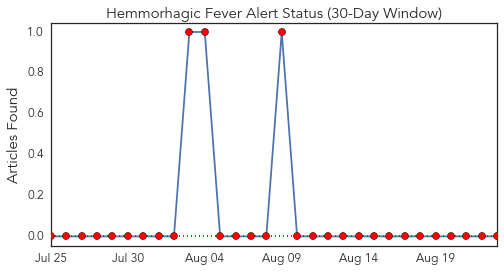 Hemmorhagic Fever Alert Status (30-Day Window)
Articles Found
1.0
0.8
0.6
0.4
0.2
0.0
Jul 25 Jul 30 Aug 04 Aug 09 Aug 14 Aug 19